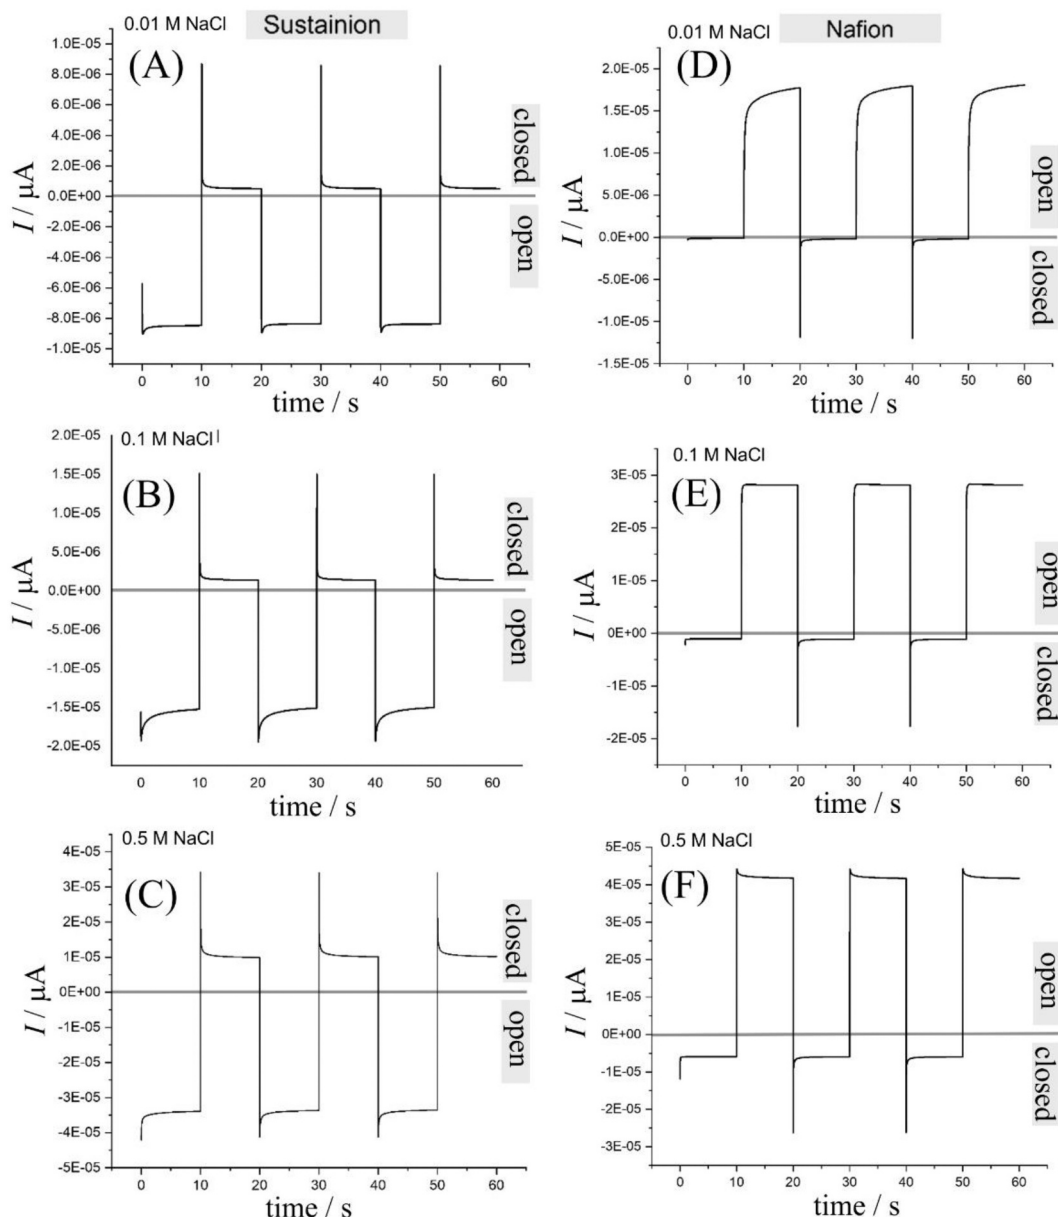 0.01 M NaCl
Sustainion
(A)
1.0E-05
8.0E-06
6.0E-06
4.0E-06
2.0E-06
0.0E+00
-2.0E-06
-4.0E-06
-6.0E-06
-8.0E-06
-1.0E-05
I / µA
closed
open
0 10 20 30 40 50 60
time / s
0.01 M NaCl
Nafion
(D)
2.0E-05
1.5E-05
1.0E-05
5.0E-06
0.0E+00
-5.0E-06
-1.0E-05
-1.5E-05
I / µA
open
closed
0 10 20 30 40 50 60
time / s
0.1 M NaCl
(B)
2.0E-05
1.5E-05
1.0E-05
5.0E-06
0.0E+00
-5.0E-06
-1.0E-05
-1.5E-05
-2.0E-05
I / µA
closed
open
0 10 20 30 40 50 60
time / s
0.1 M NaCl
(E)
3E-05
2E-05
1E-05
0E+00
-1E-05
-2E-05
I / µA
open
closed
0 10 20 30 40 50 60
time / s
0.5 M NaCl
(C)
4E-05
3E-05
2E-05
1E-05
0E+00
-1E-05
-2E-05
-3E-05
-4E-05
-5E-05
I / µA
closed
open
0 10 20 30 40 50 60
time / s
0.5 M NaCl
(F)
5E-05
4E-05
3E-05
2E-05
1E-05
0E+00
-1E-05
-2E-05
-3E-05
I / µA
open
closed
0 10 20 30 40 50 60
time / s